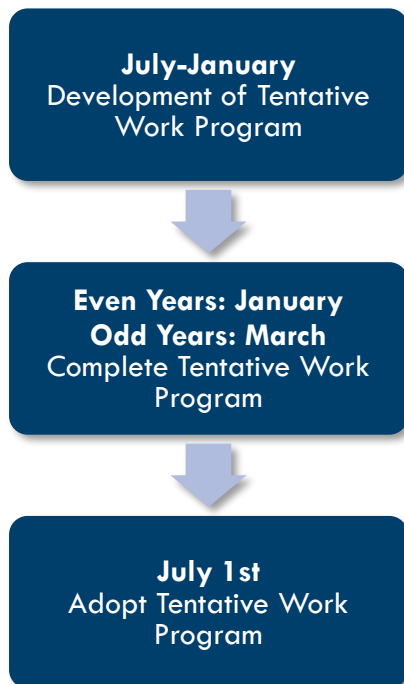 July-January
Development of Tentative
Work Program
Even Years: January
Odd Years: March
Complete Tentative Work
Program
July 1st
Adopt Tentative Work
Program